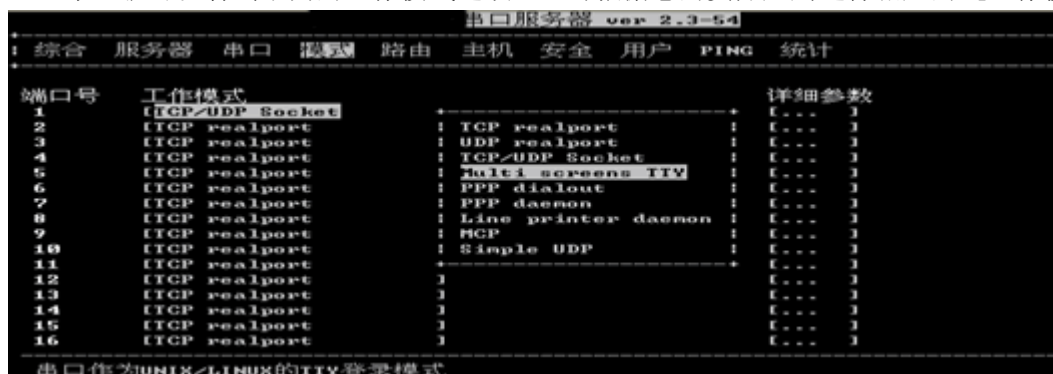 串口服务器 ver 2.3-54
综合 服务器 串口 模式 路由 主机 安全 用户 PING 统计
端口号 工作模式 详细参数
1 [TCP/UDP Socket [... ]
2 [TCP realport TCP realport [... ]
3 [TCP realport UDP realport [... ]
4 [TCP realport TCP/UDP Socket [... ]
5 [TCP realport Multi screens TTY [... ]
6 [TCP realport PPP dialout [... ]
7 [TCP realport PPP daemon [... ]
8 [TCP realport Line printer daemon [... ]
9 [TCP realport MCP [... ]
10 [TCP realport Simple UDP [... ]
11 [TCP realport [... ]
12 [TCP realport ] [... ]
13 [TCP realport ] [... ]
14 [TCP realport ] [... ]
15 [TCP realport ] [... ]
16 [TCP realport ] [... ]
串口作为UNIX/LINUX的TTY登录模式